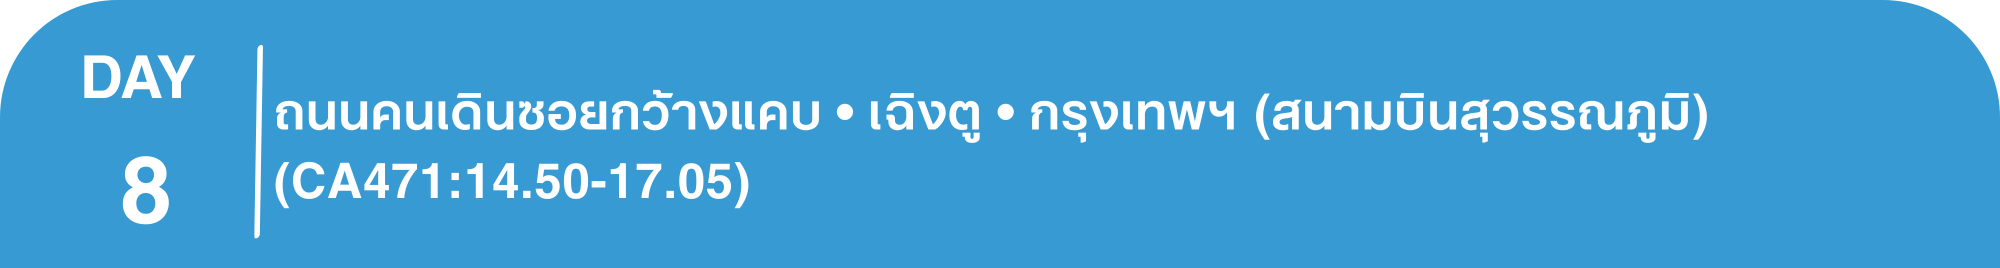 DAY
8
ถนนคนเดินซอยกว้างแคบ • เฉิงตู • กรุงเทพฯ (สนามบินสุวรรณภูมิ)
(CA471:14.50-17.05)